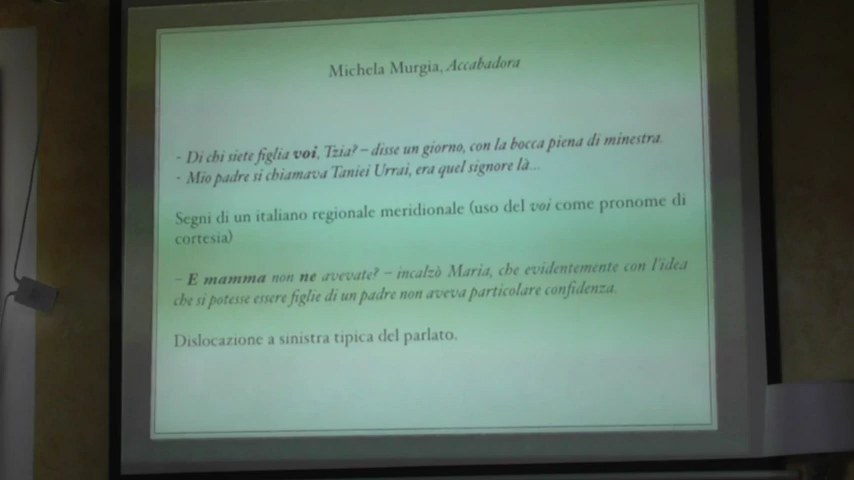 Michela Murgia, Accabadora
- Di chi siete figlia voi, Tzia? – disse un giorno, con la bocca piena di minestra.
- Mio padre si chiamava Taniei Urrai, era quel signore là...
Segni di un italiano regionale meridionale (uso del voi come pronome di
cortesia)
– E mamma non ne avevate? – incalzò Maria, che evidentemente con l'idea
che si potesse essere figlie di un padre non aveva particolare confidenza.
Dislocazione a sinistra tipica del parlato.